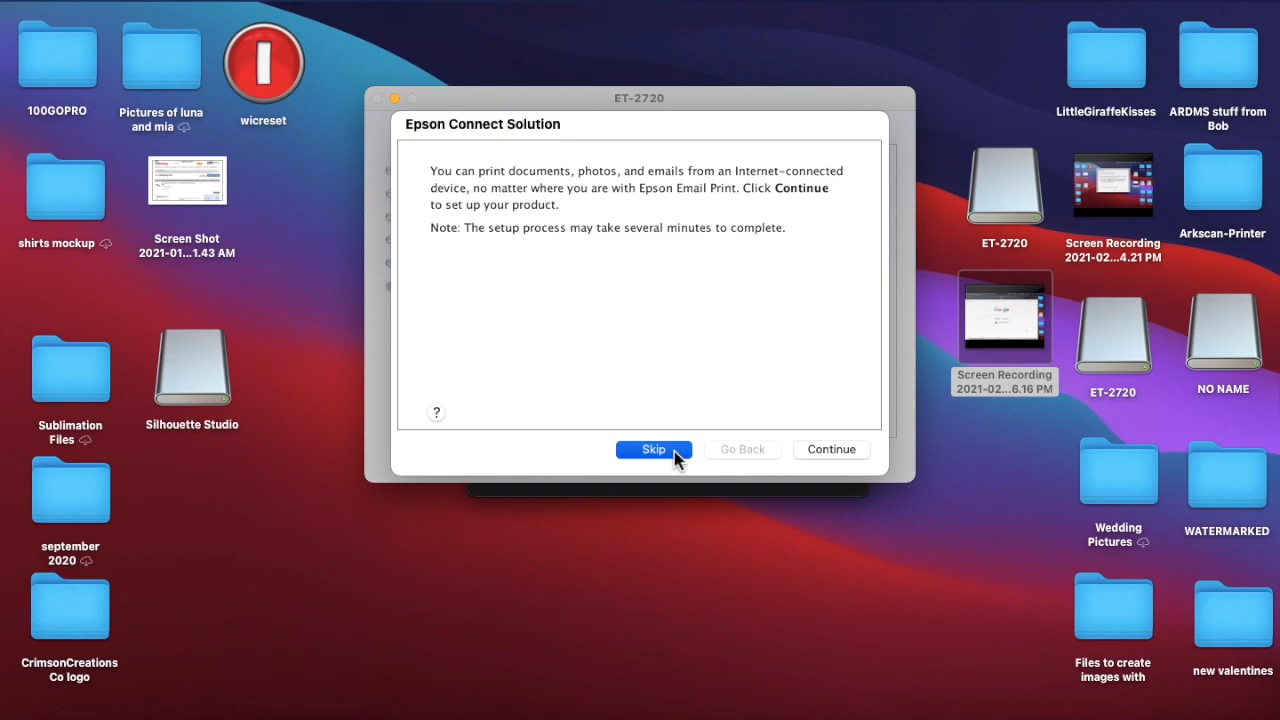 100GOPRO
Pictures of luna
and mia
wicreset
shirts mockup
Screen Shot
2021-01...1.43 AM
Sublimation
Files
Silhouette Studio
september
2020
CrimsonCreations
Co logo
ET-2720
Epson Connect Solution
You can print documents, photos, and emails from an Internet-connected
device, no matter where you are with Epson Email Print. Click Continue
to set up your product.
Note: The setup process may take several minutes to complete.
?
Skip
Go Back
Continue
LittleGiraffeKisses
ARDMS stuff from
Bob
ET-2720
Screen Recording
2021-02...4.21 PM
Arkscan-Printer
Screen Recording
2021-02...6.16 PM
ET-2720
NO NAME
Wedding
Pictures
WATERMARKED
Files to create
images with
new valentines